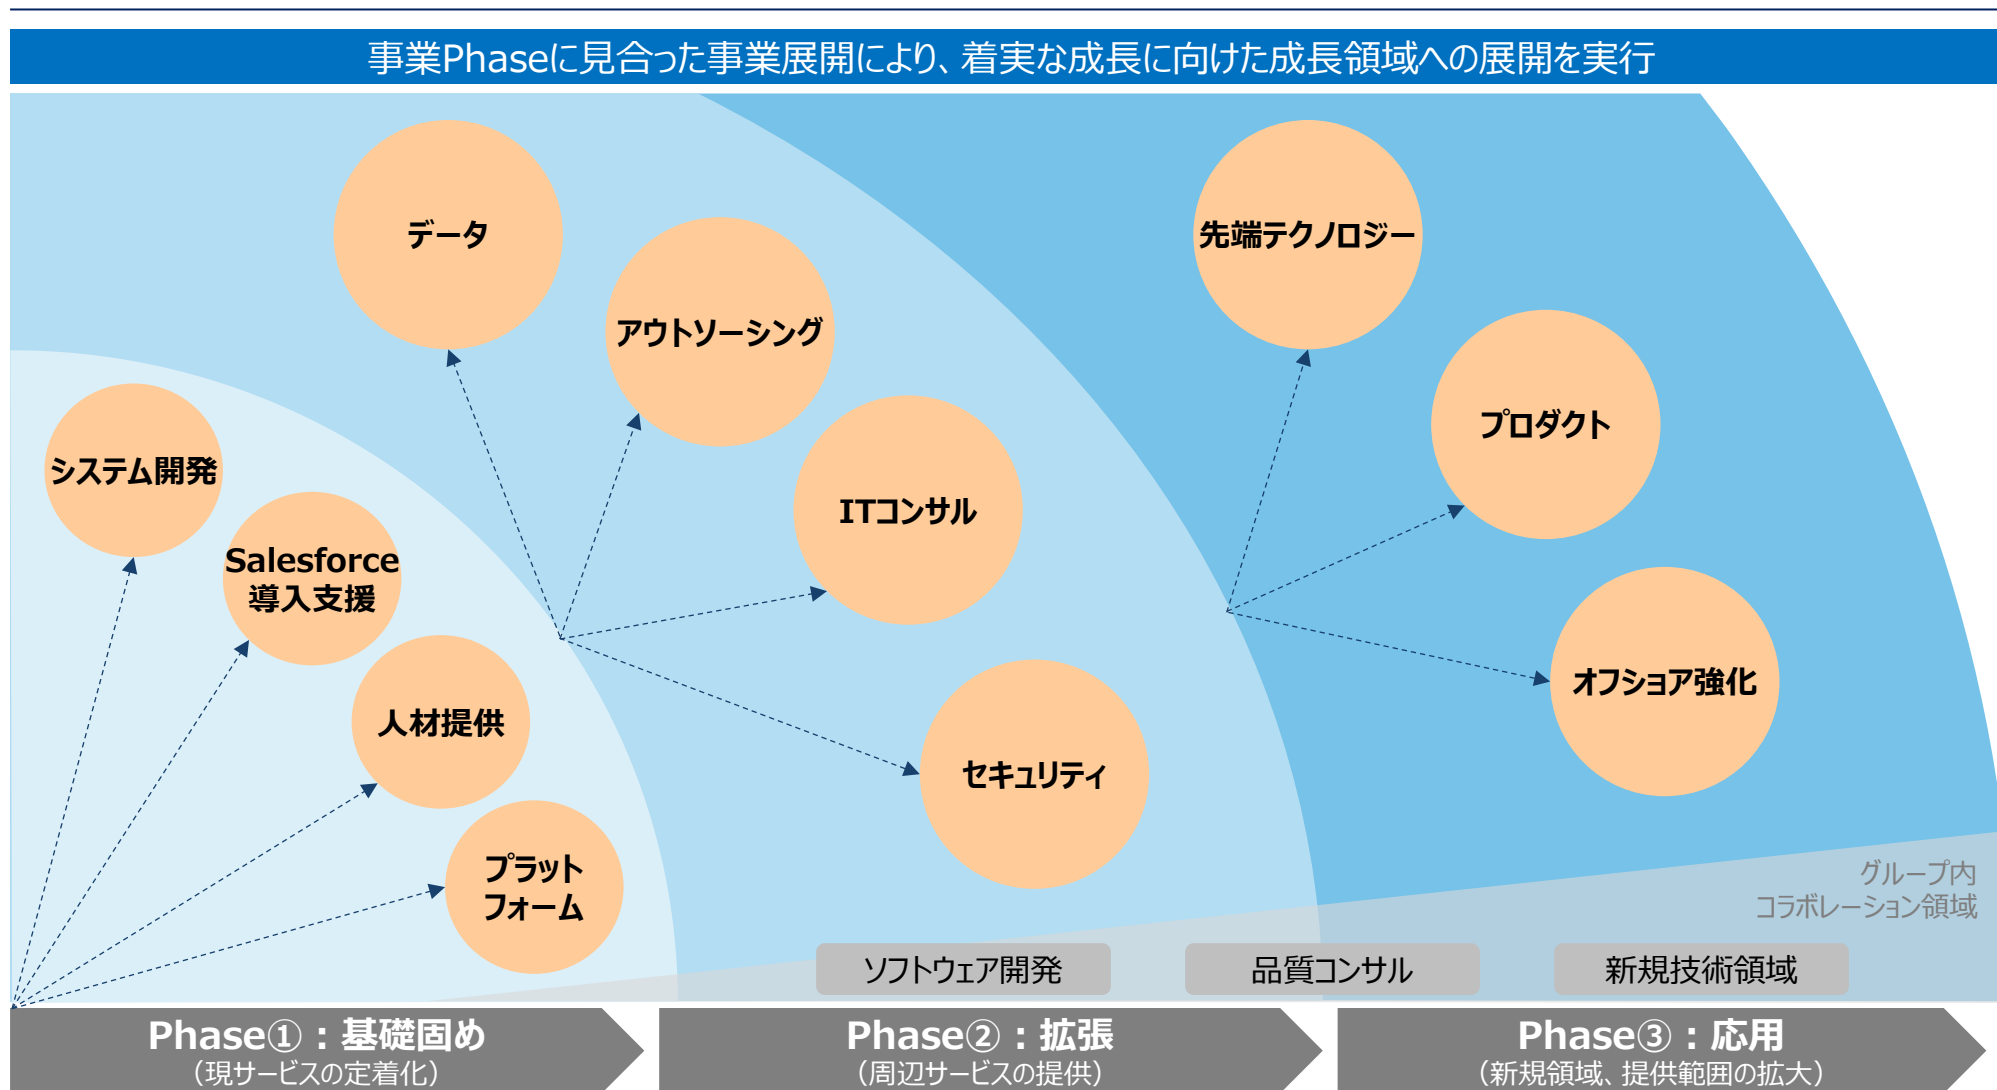 事業Phaseに見合った事業展開により、着実な成長に向けた成長領域への展開を実行
データ
アウトソーシング
ITコンサル
セキュリティ
先端テクノロジー
プロダクト
オフショア強化
システム開発
Salesforce
導入支援
人材提供
プラット
フォーム
グループ内
コラボレーション領域
ソフトウェア開発
品質コンサル
新規技術領域
Phase①：基礎固め
（現サービスの定着化）
Phase②：拡張
（周辺サービスの提供）
Phase③：応用
（新規領域、提供範囲の拡大）